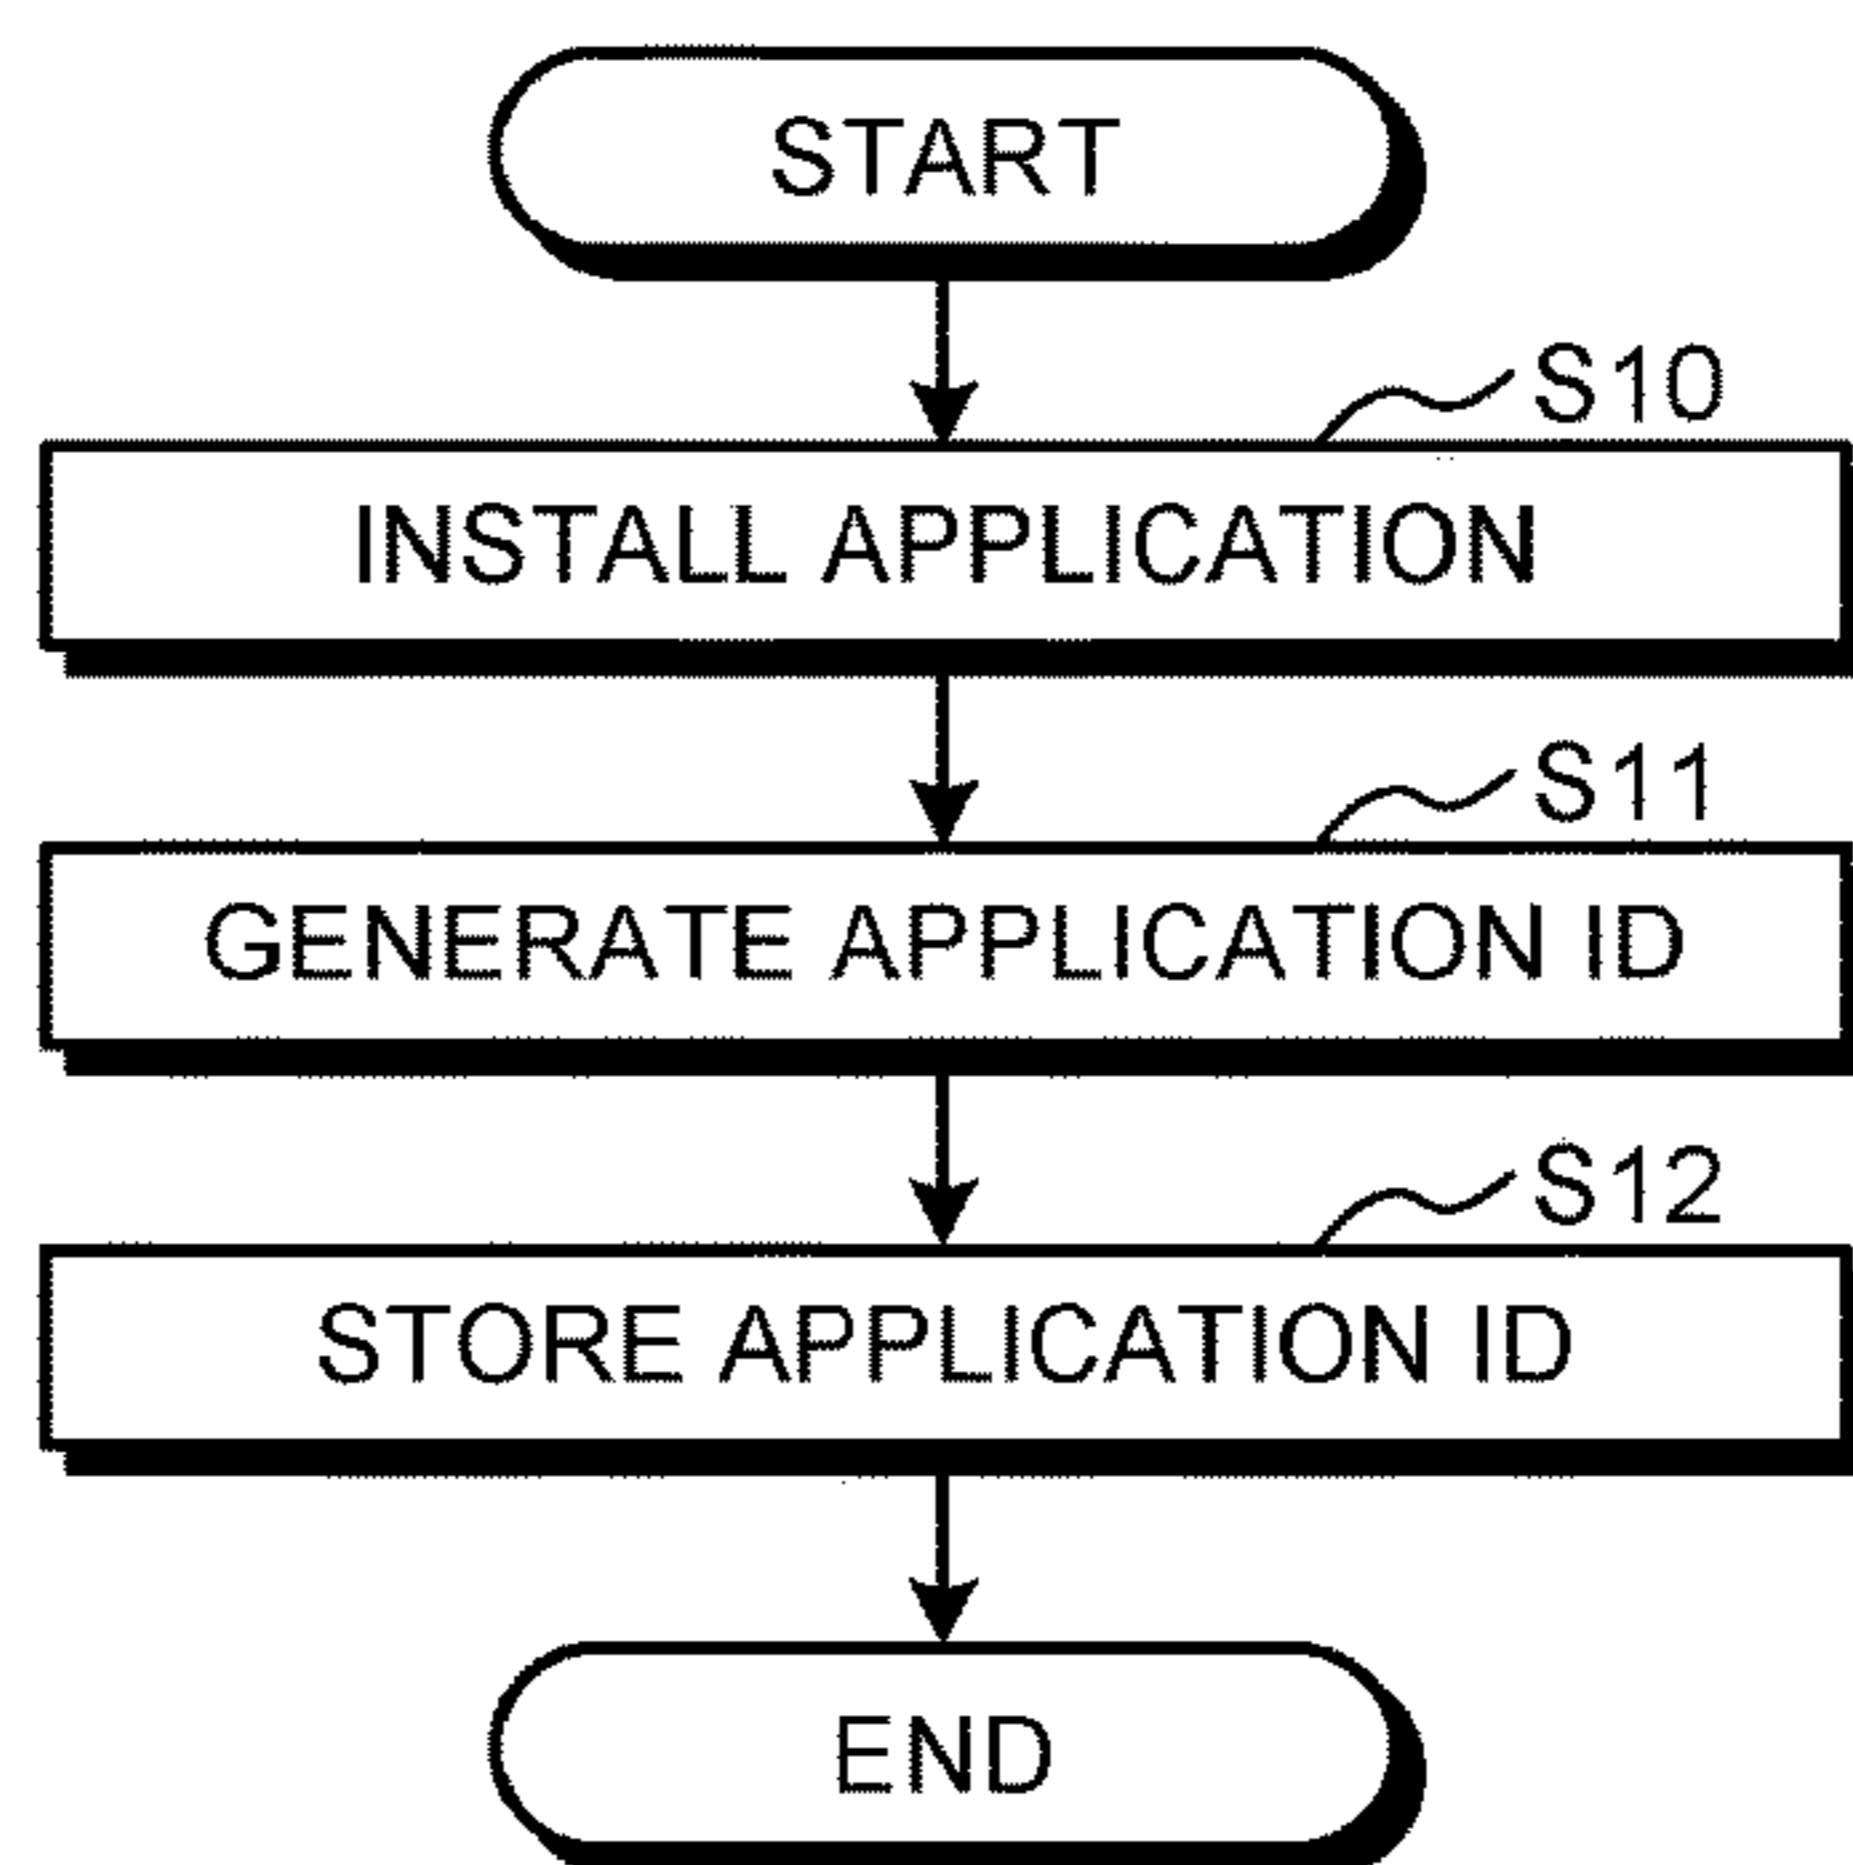 START
S10
INSTALL APPLICATION
S11
GENERATE APPLICATION ID
S12
STORE APPLICATION ID
END